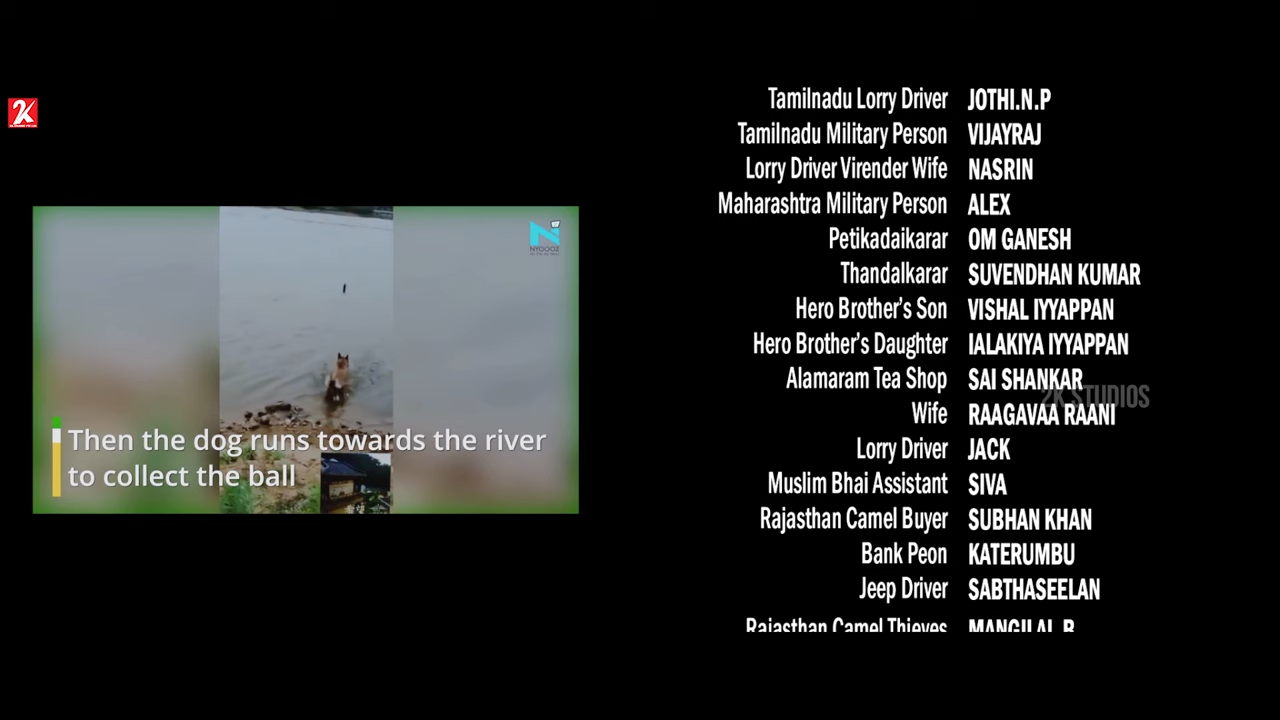 2K
NYOOOZ
Then the dog runs towards the river
to collect the ball
Tamilnadu Lorry Driver JOTHI.N.P
Tamilnadu Military Person VIJAYRAJ
Lorry Driver Virender Wife NASRIN
Maharashtra Military Person ALEX
Petikadaikarar OM GANESH
Thandalkarar SUVENDHAN KUMAR
Hero Brother's Son VISHAL IYYAPPAN
Hero Brother's Daughter IALAKIYA IYYAPPAN
Alamaram Tea Shop SAI SHANKAR
2K STUDIOS
Wife RAAGAVAA RAANI
Lorry Driver JACK
Muslim Bhai Assistant SIVA
Rajasthan Camel Buyer SUBHAN KHAN
Bank Peon KATERUMBU
Jeep Driver SABTHASEELAN
Rajasthan Camel Thieves MANGILAL B